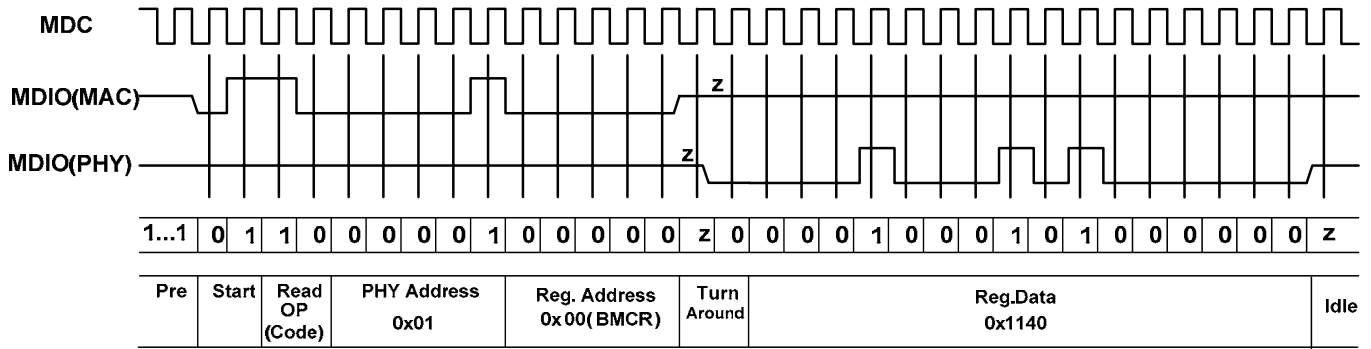 MDC
MDIO(MAC)
z
MDIO(PHY)
z
1...1 0 1 1 0 0 0 0 0 1 0 0 0 0 0 z 0 0 0 0 1 0 0 0 1 0 1 0 0 0 0 0 0 z
Pre
Start
Read
OP
(Code)
PHY Address
0x01
Reg. Address
0x00(BMCR)
Turn
Around
Reg.Data
0x1140
Idle